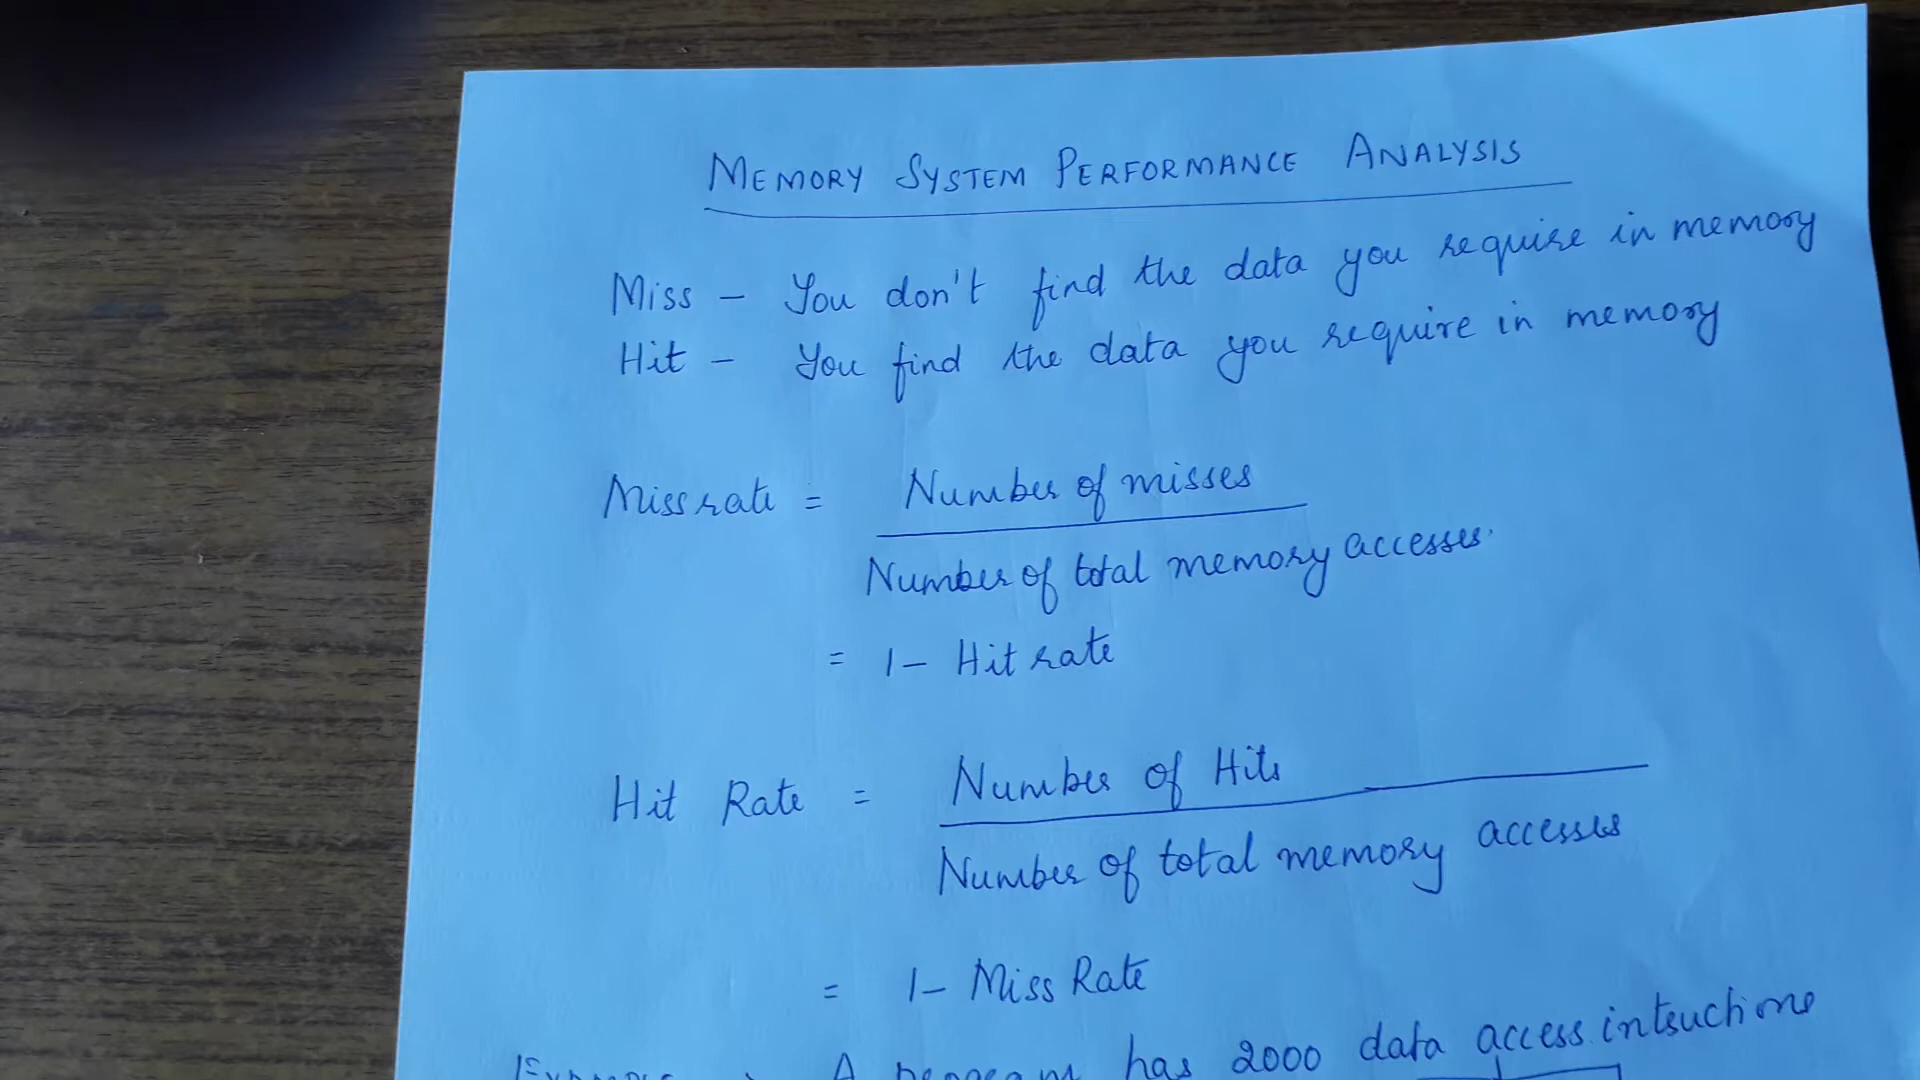 MEMORY SYSTEM PERFORMANCE ANALYSIS
Miss – You don't find the data you require in memory
Hit – You find the data you require in memory
Miss rate = Number of misses
Number of total memory accesses.
= 1 – Hit rate
Hit Rate = Number of Hits
Number of total memory accesses
= 1 – Miss Rate
A program has 2000 data access intsuctions